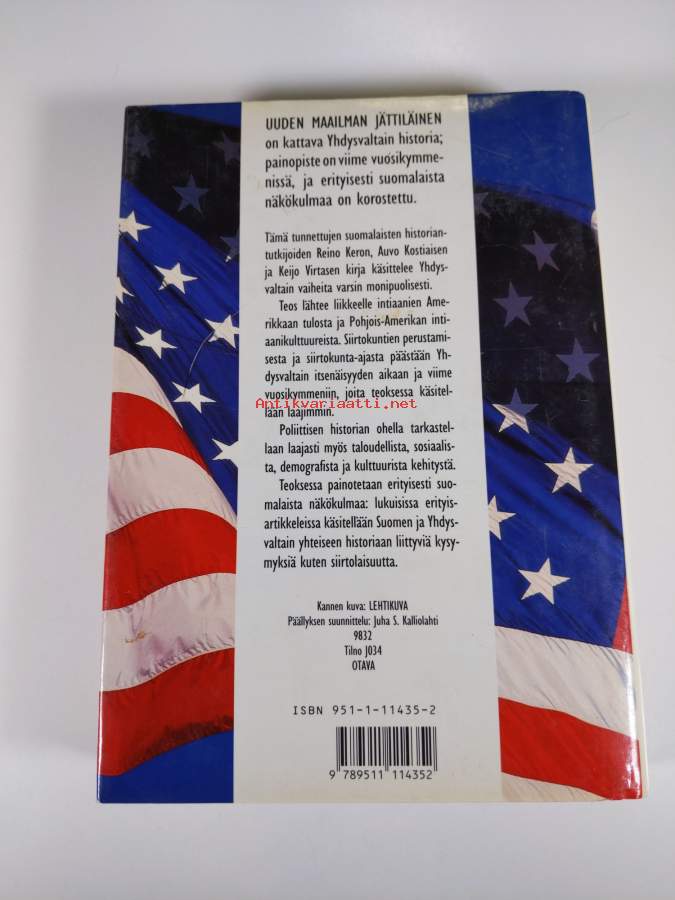 UUDEN MAAILMAN JÄTTILÄINEN
on kattava Yhdysvaltain historia;
painopiste on viime vuosikymme-
nissä, ja erityisesti suomalaista
näkökulmaa on korostettu.
Tämä tunnettujen suomalaisten historian-
tutkijoiden Reino Keron, Auvo Kostiaisen
ja Keijo Virtasen kirja käsittelee Yhdys-
valtain vaiheita varsin monipuolisesti.
Teos lähtee liikkeelle intiaanien Ame-
rikkaan tulosta ja Pohjois-Amerikan inti-
aanikulttuureista. Siirtokuntien perustami-
sesta ja siirtokunta-ajasta päästään Yh-
dysvaltain itsenäisyyden aikaan ja viime
vuosikymmeniin, joita teoksessa käsitel-
Antikvariaatti.net
lään laajimmin.
Poliittisen historian ohella tarkastel-
laan laajasti myös taloudellista, sosiaalis-
ta, demografista ja kulttuurista kehitystä.
Teoksessa painotetaan erityisesti suo-
malaista näkökulmaa: lukuisissa erityis-
artikkeleissa käsitellään Suomen ja Yhdys-
valtain yhteiseen historiaan liittyviä kysy-
myksiä kuten siirtolaisuutta.
Kannen kuva: LEHTIKUVA
Päällyksen suunnittelu: Juha S. Kalliolahti
9832
Tilno J034
OTAVA
ISBN 951-1-11435-2
9 789511 114352